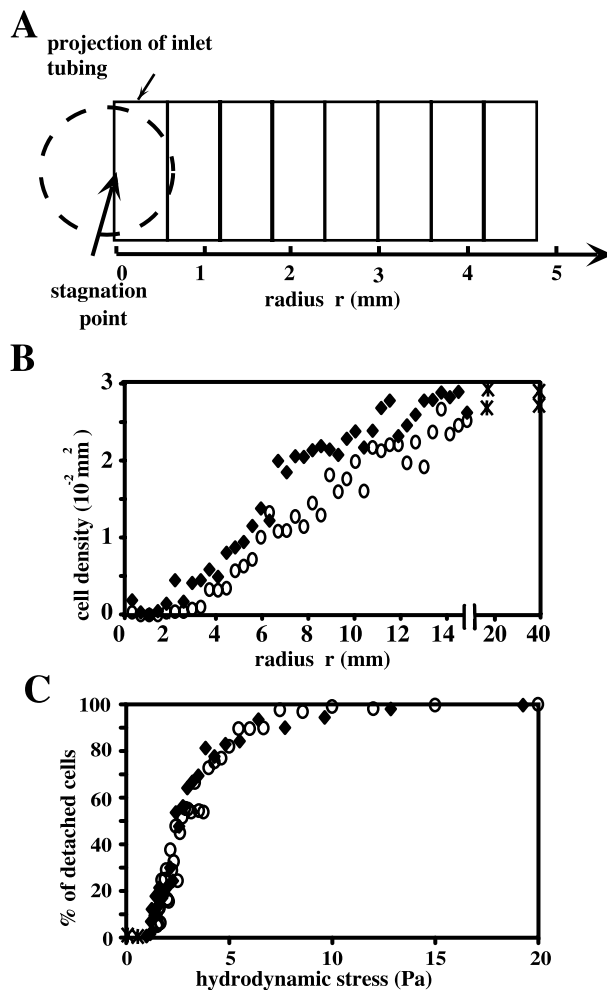 A
projection of inlet
tubing
0 1 2 3 4 5
stagnation
point
radius r (mm)
B
3
2
1
0
cell density (10⁻² mm²)
0 2 4 6 8 10 12 14 20 40
radius r (mm)
C
100
80
60
40
20
0
% of detached cells
0 5 10 15 20
hydrodynamic stress (Pa)